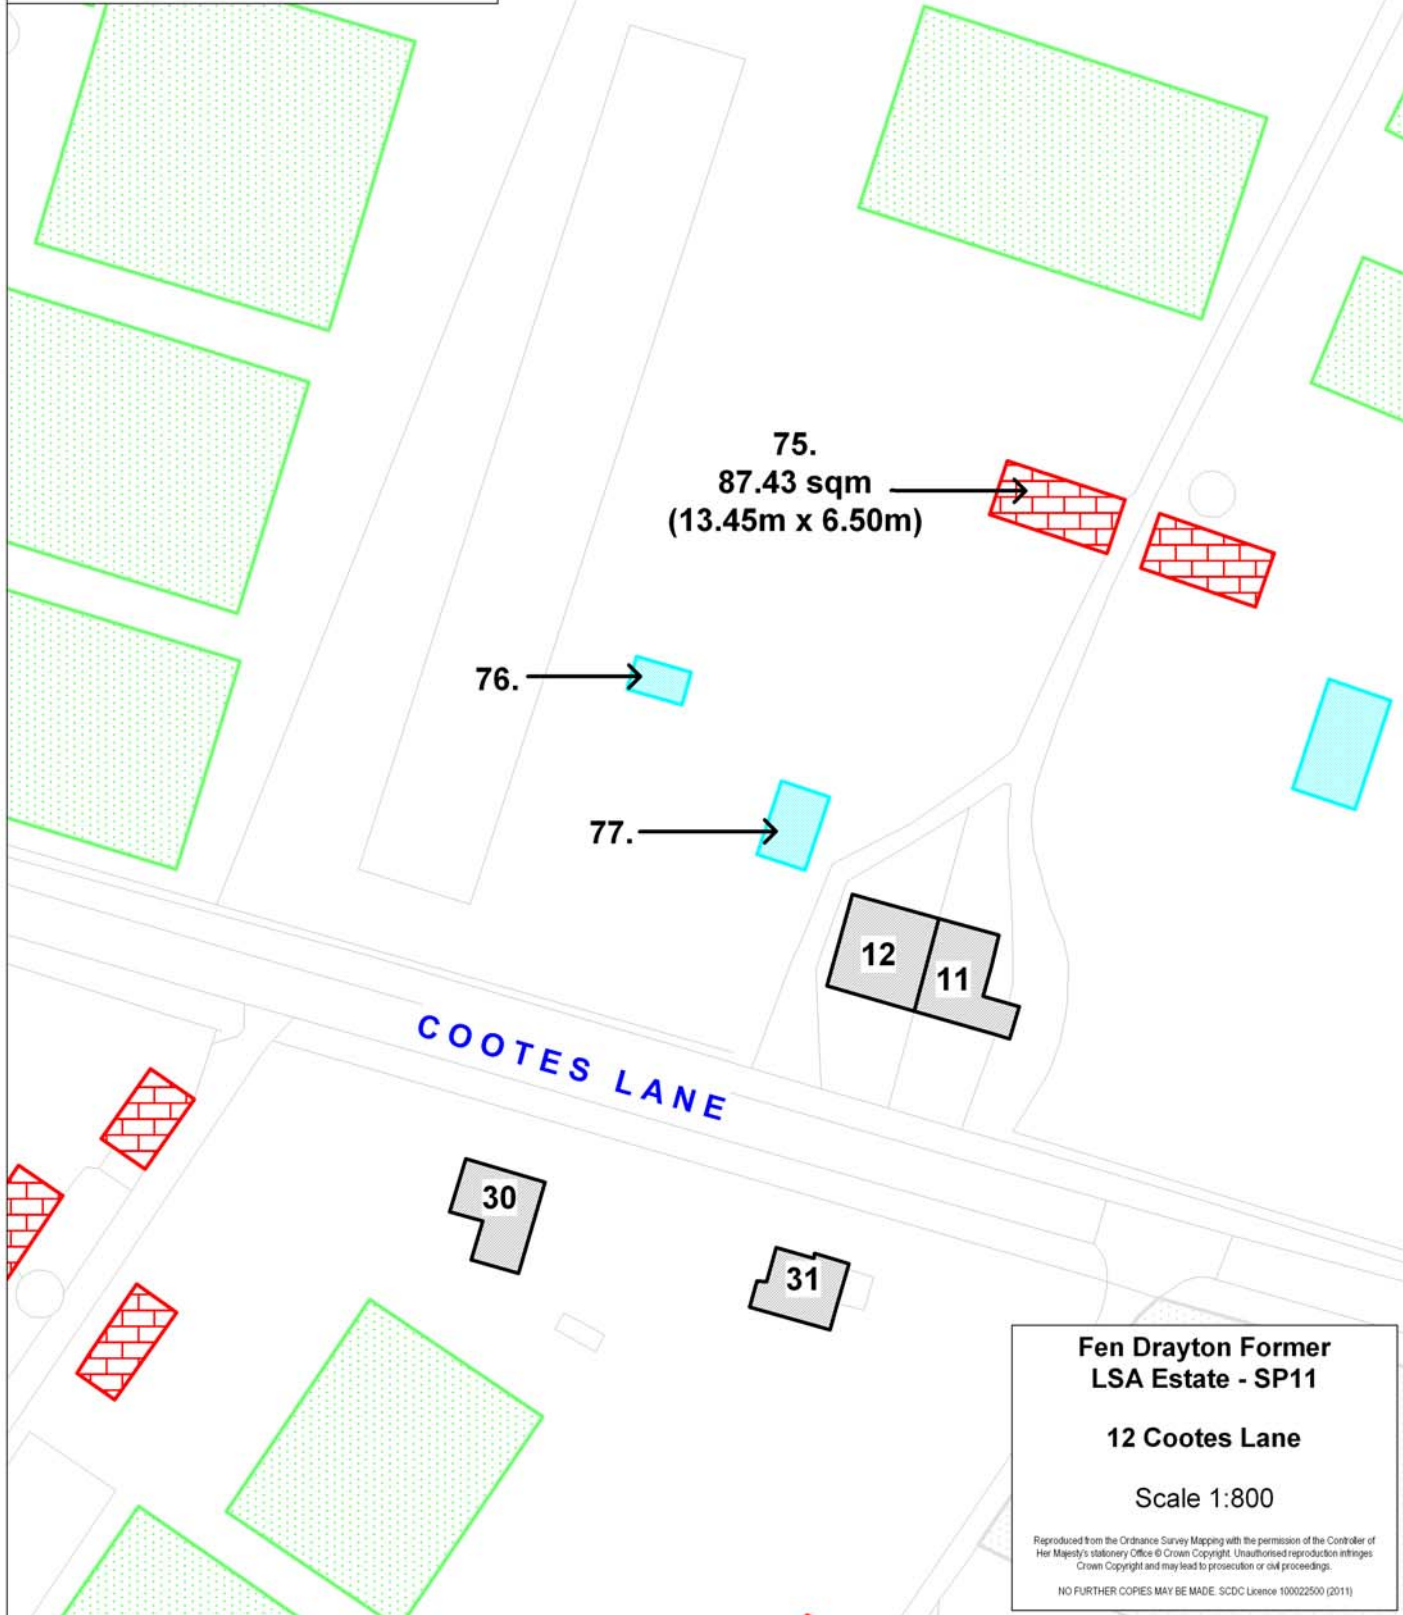 75.
87.43 sqm
(13.45m x 6.50m)
76.
77.
12
11
COOTES LANE
30
31
Fen Drayton Former
LSA Estate - SP11
12 Cootes Lane
Scale 1:800
Reproduced from the Ordnance Survey Mapping with the permission of the Controller of
Her Majesty's stationery Office © Crown Copyright. Unauthorised reproduction infringes
Crown Copyright and may lead to prosecution or civil proceedings.
NO FURTHER COPIES MAY BE MADE. SCDC Licence 100022500 (2011)